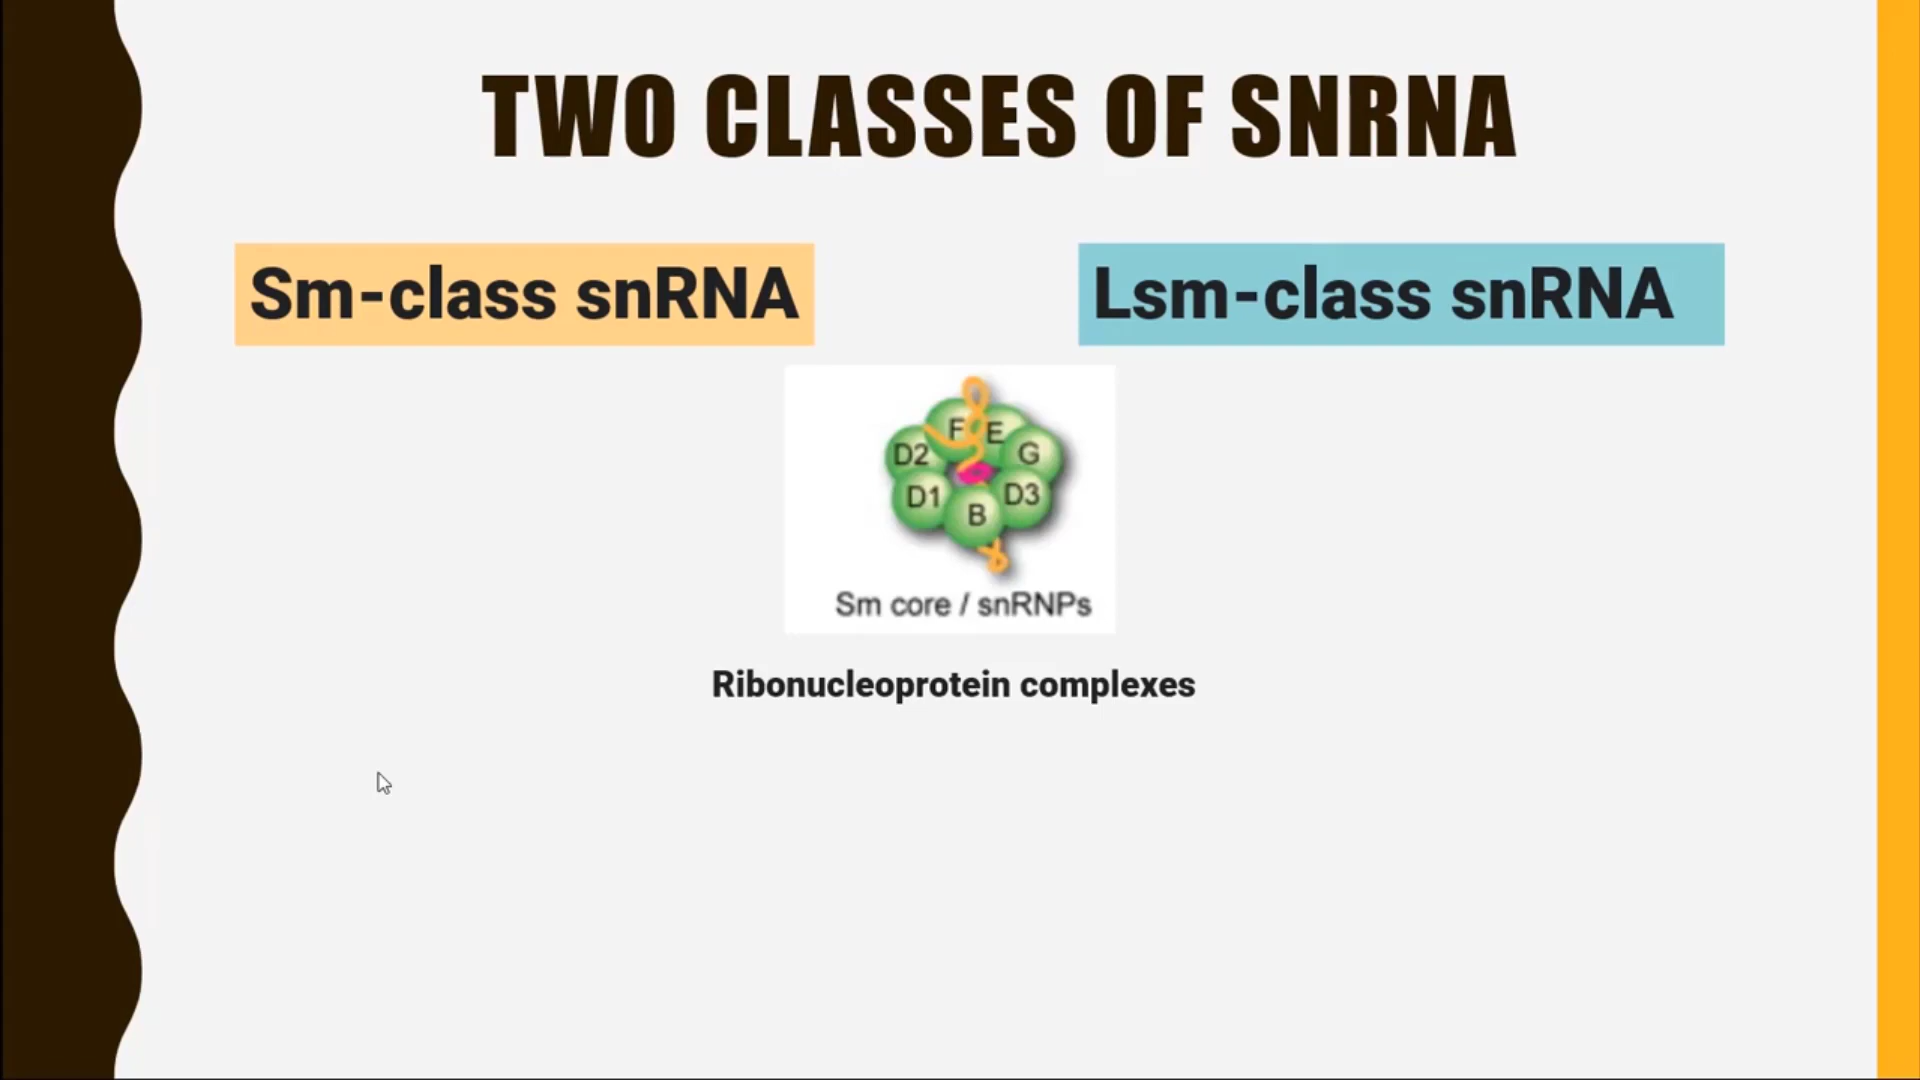 TWO CLASSES OF SNRNA
Sm-class snRNA
Lsm-class snRNA
F E
D2 G
D1 D3
B
Sm core / snRNPs
Ribonucleoprotein complexes